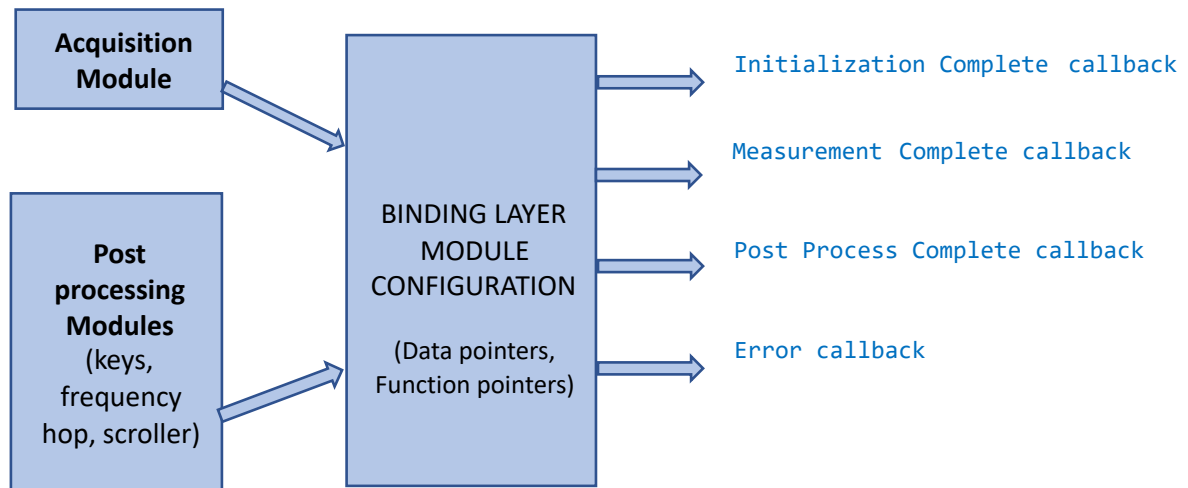 Acquisition
Module
Post
processing
Modules
(keys,
frequency
hop, scroller)
BINDING LAYER
MODULE
CONFIGURATION
(Data pointers,
Function pointers)
Initialization Complete callback
Measurement Complete callback
Post Process Complete callback
Error callback